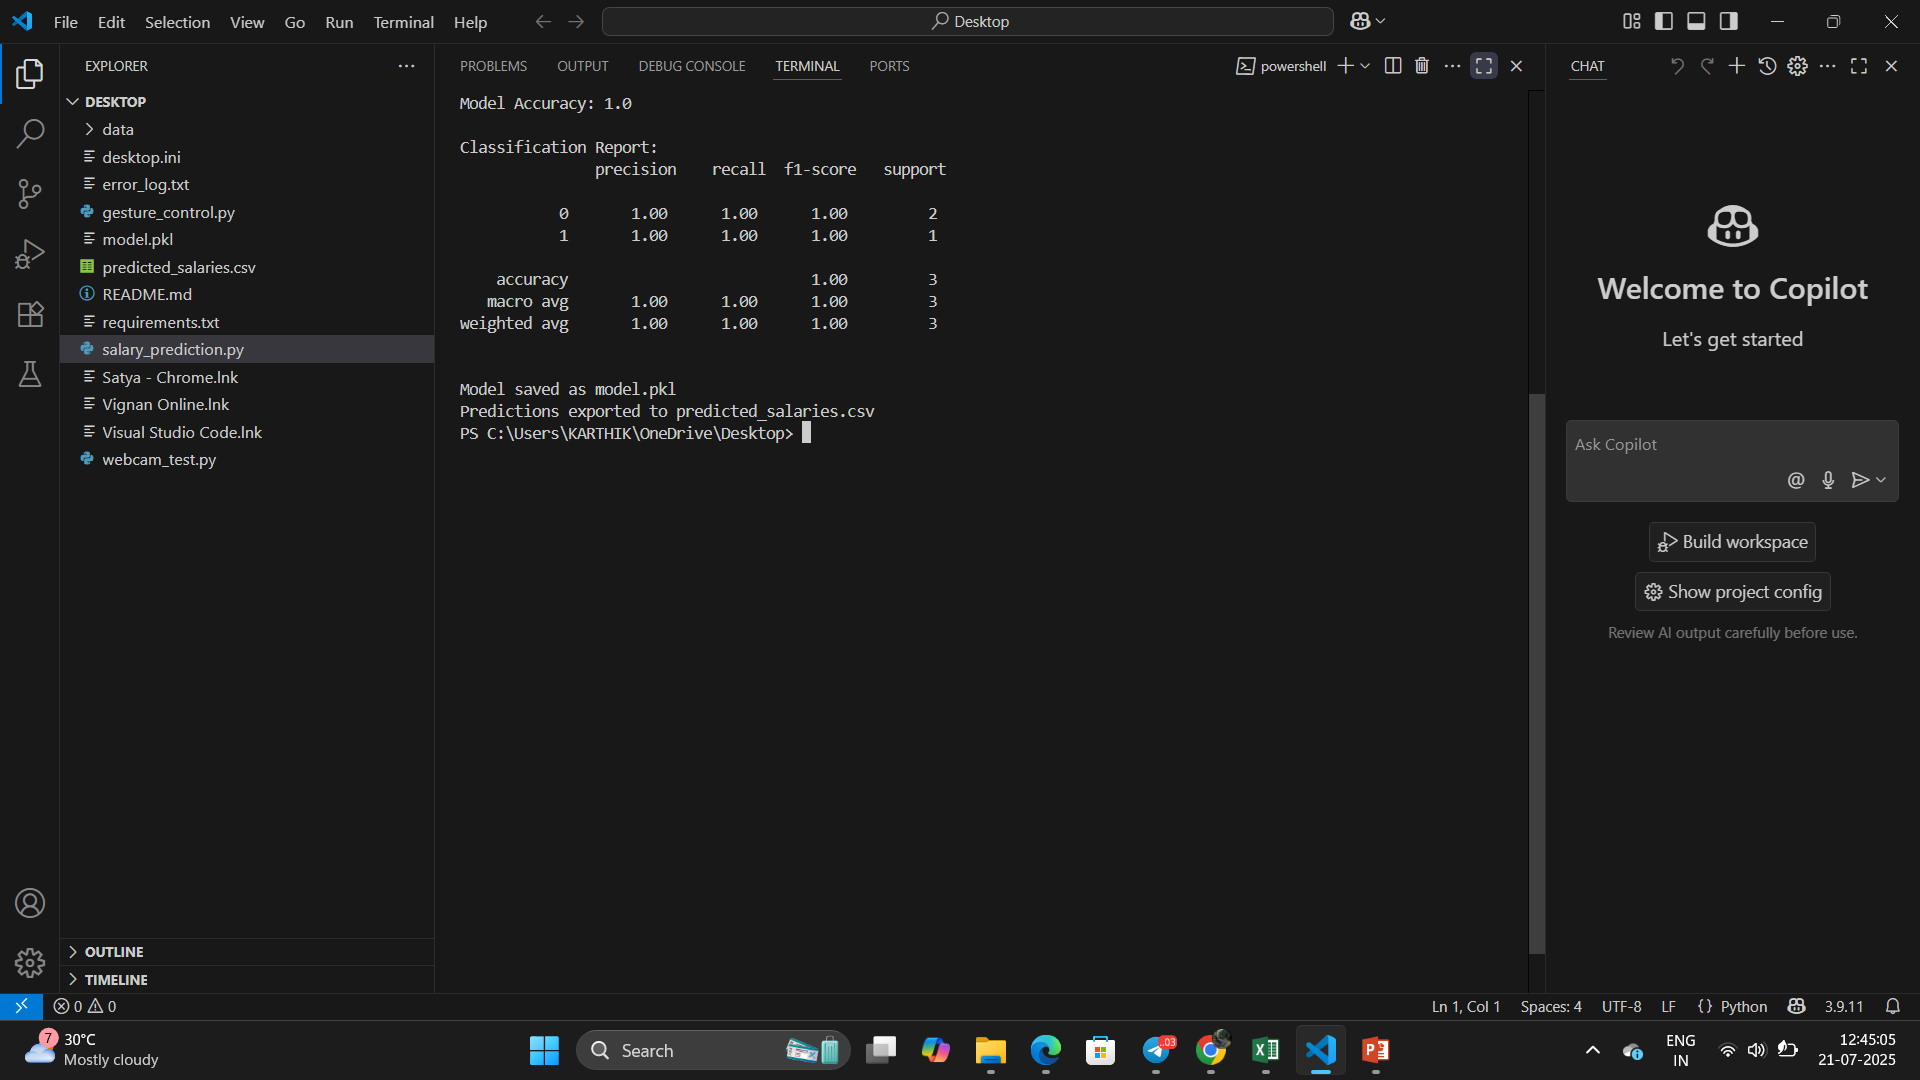 File Edit Selection View Go Run Terminal Help
Desktop
EXPLORER
DESKTOP
data
desktop.ini
error_log.txt
gesture_control.py
model.pkl
predicted_salaries.csv
README.md
requirements.txt
salary_prediction.py
Satya - Chrome.lnk
Vignan Online.lnk
Visual Studio Code.lnk
webcam_test.py
OUTLINE
TIMELINE
PROBLEMS OUTPUT DEBUG CONSOLE TERMINAL PORTS
powershell
Model Accuracy: 1.0
Classification Report:
precision recall f1-score support
0 1.00 1.00 1.00 2
1 1.00 1.00 1.00 1
accuracy 1.00 3
macro avg 1.00 1.00 1.00 3
weighted avg 1.00 1.00 1.00 3
Model saved as model.pkl
Predictions exported to predicted_salaries.csv
PS C:\Users\KARTHIK\OneDrive\Desktop>
CHAT
Welcome to Copilot
Let's get started
Ask Copilot
@
Build workspace
Show project config
Review AI output carefully before use.
0 0
Ln 1, Col 1 Spaces: 4 UTF-8 LF {} Python 3.9.11
7
30°C
Mostly cloudy
Search
.03
ENG
IN
12:45:05
21-07-2025